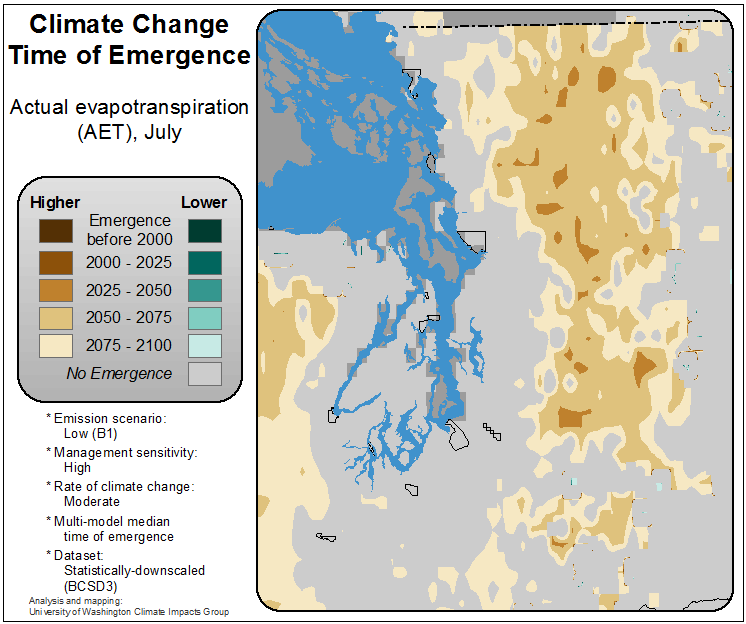 Climate Change
Time of Emergence
Actual evapotranspiration
(AET), July
Higher Lower
Emergence
before 2000
2000 - 2025
2025 - 2050
2050 - 2075
2075 - 2100
No Emergence
* Emission scenario:
Low (B1)
* Management sensitivity:
High
* Rate of climate change:
Moderate
* Multi-model median
time of emergence
* Dataset:
Statistically-downscaled
(BCSD3)
Analysis and mapping:
University of Washington Climate Impacts Group